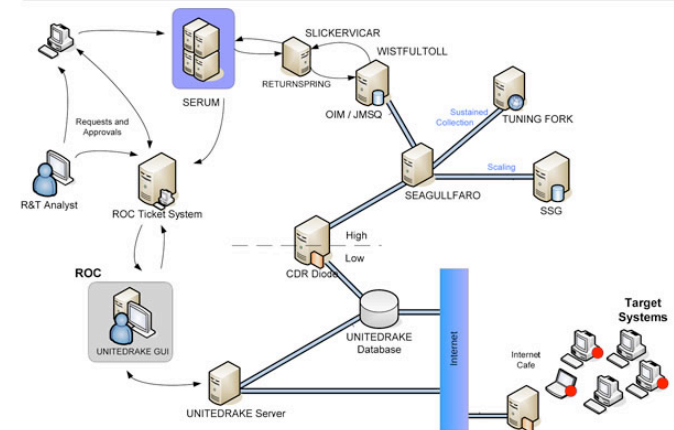 SLICKERVICAR
WISTFULTOLL
RETURNSPRING
SERUM
OIM / JMSQ
Sustained
Collection
TUNING FORK
Requests and
Approvals
Scaling
R&T Analyst
ROC Ticket System
SEAGULLFARO
SSG
High
Low
CDR Diode
ROC
UNITEDRAKE GUI
UNITEDRAKE
Database
Internet
Target
Systems
Internet
Cafe
UNITEDRAKE Server